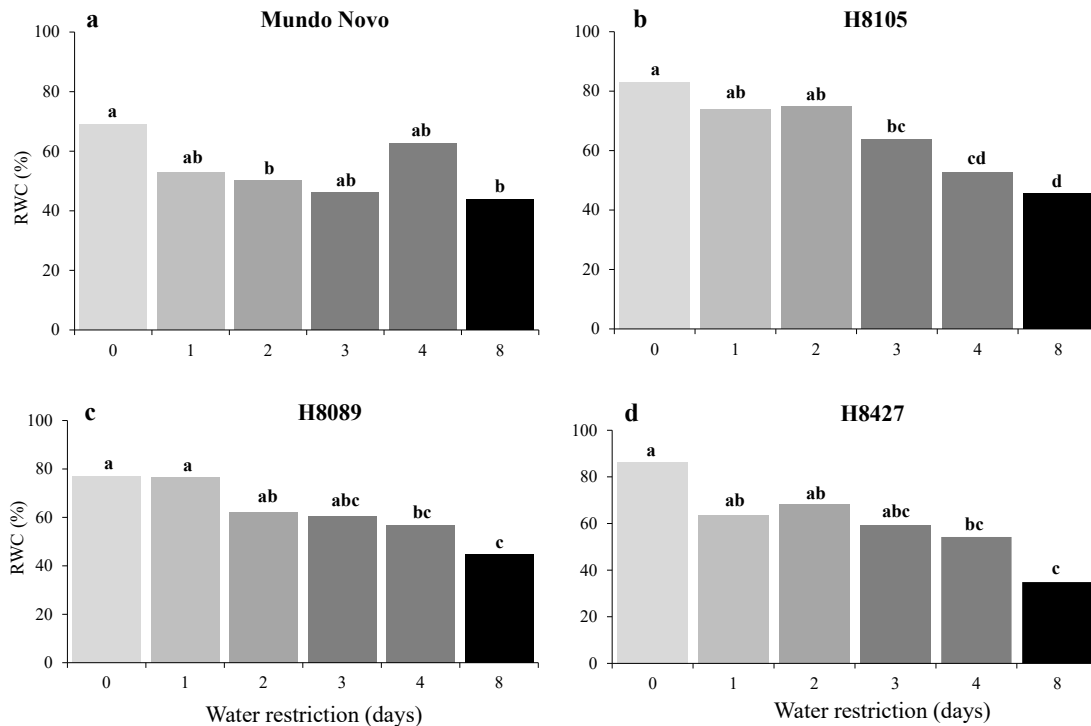 a Mundo Novo
100
80
60
40
20
0
RWC (%)
a
ab
b
ab
ab
b
0 1 2 3 4 8
b H8105
100
80
60
40
20
0
a
ab
ab
bc
cd
d
0 1 2 3 4 8
c H8089
100
80
60
40
20
0
RWC (%)
a
a
ab
abc
bc
c
0 1 2 3 4 8
Water restriction (days)
d H8427
100
80
60
40
20
0
a
ab
ab
abc
bc
c
0 1 2 3 4 8
Water restriction (days)